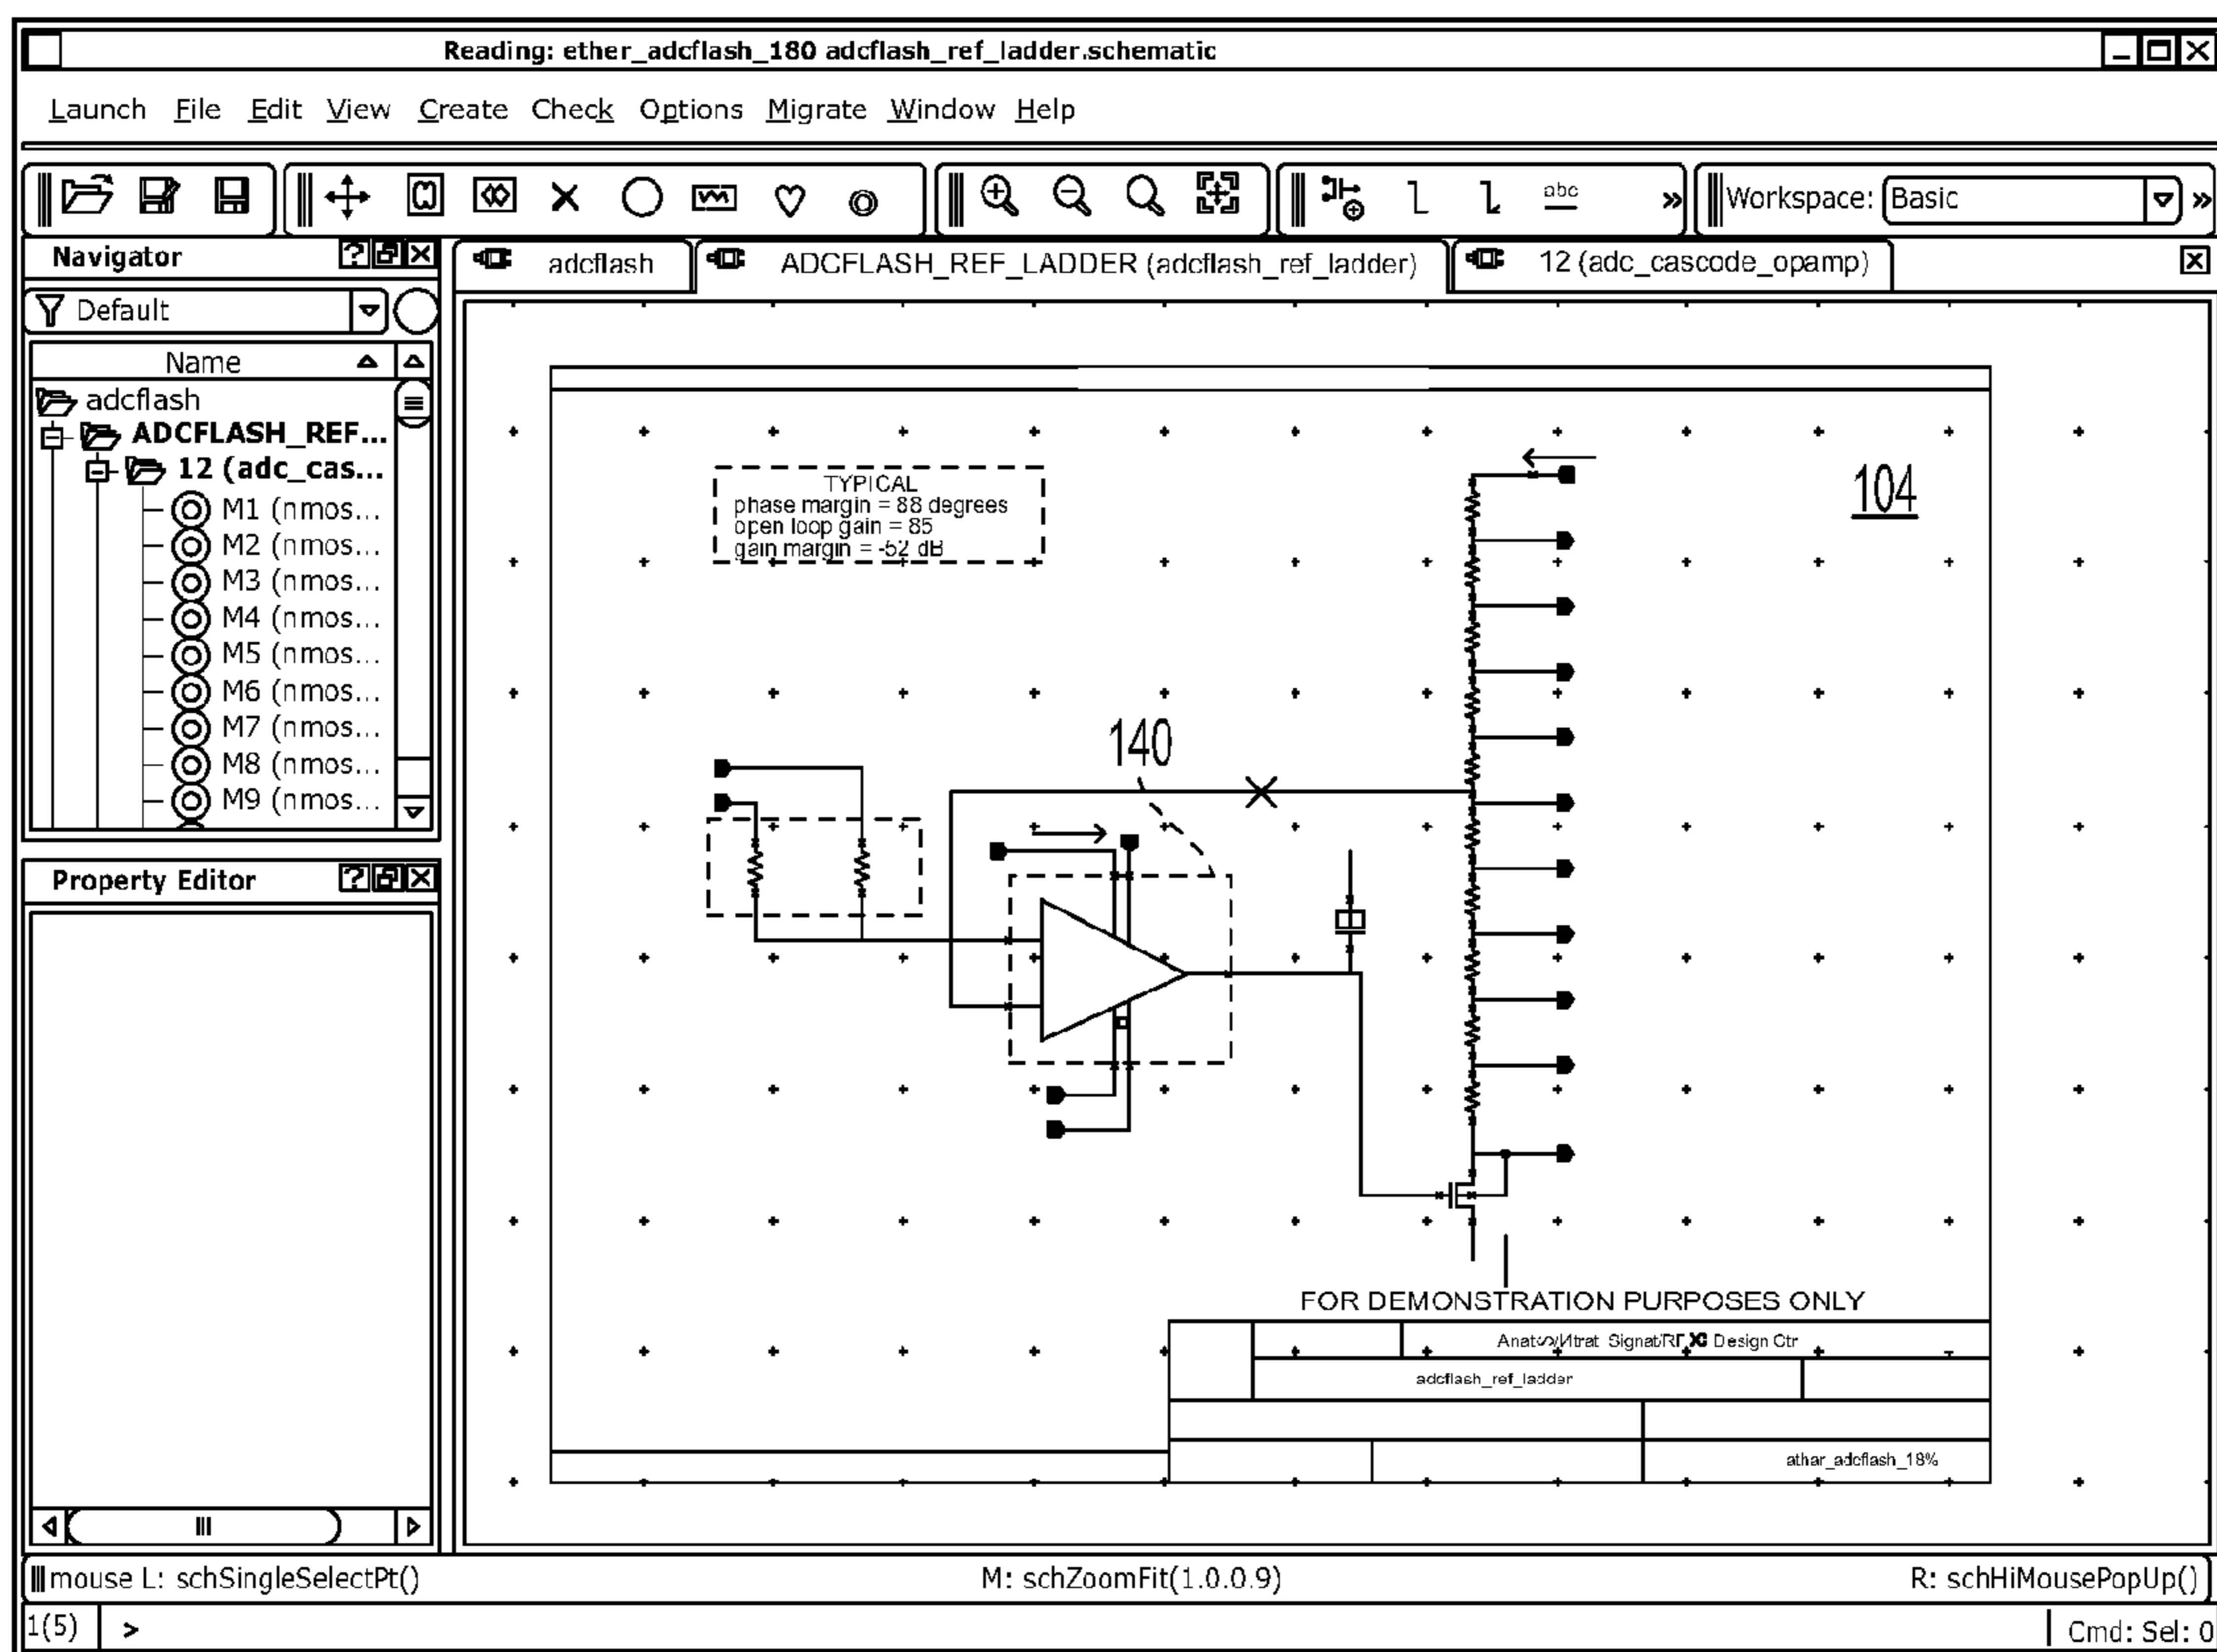 Reading: ether_adcflash_180 adcflash_ref_ladder.schematic
Launch File Edit View Create Check Options Migrate Window Help
abc
»
Workspace: Basic
»
Navigator
adcflash
ADCFLASH_REF_LADDER (adcflash_ref_ladder)
12 (adc_cascode_opamp)
Default
Name
adcflash
ADCFLASH_REF...
12 (adc_cas...
M1 (nmos...
M2 (nmos...
M3 (nmos...
M4 (nmos...
M5 (nmos...
M6 (nmos...
M7 (nmos...
M8 (nmos...
M9 (nmos...
Property Editor
TYPICAL
phase margin = 88 degrees
open loop gain = 85
gain margin = -52 dB
104
140
FOR DEMONSTRATION PURPOSES ONLY
Design Ctr
adcflash_ref_ladder
athar_adcflash_18%
mouse L: schSingleSelectPt()
M: schZoomFit(1.0.0.9)
R: schHiMousePopUp()
1(5) >
Cmd: Sel: 0